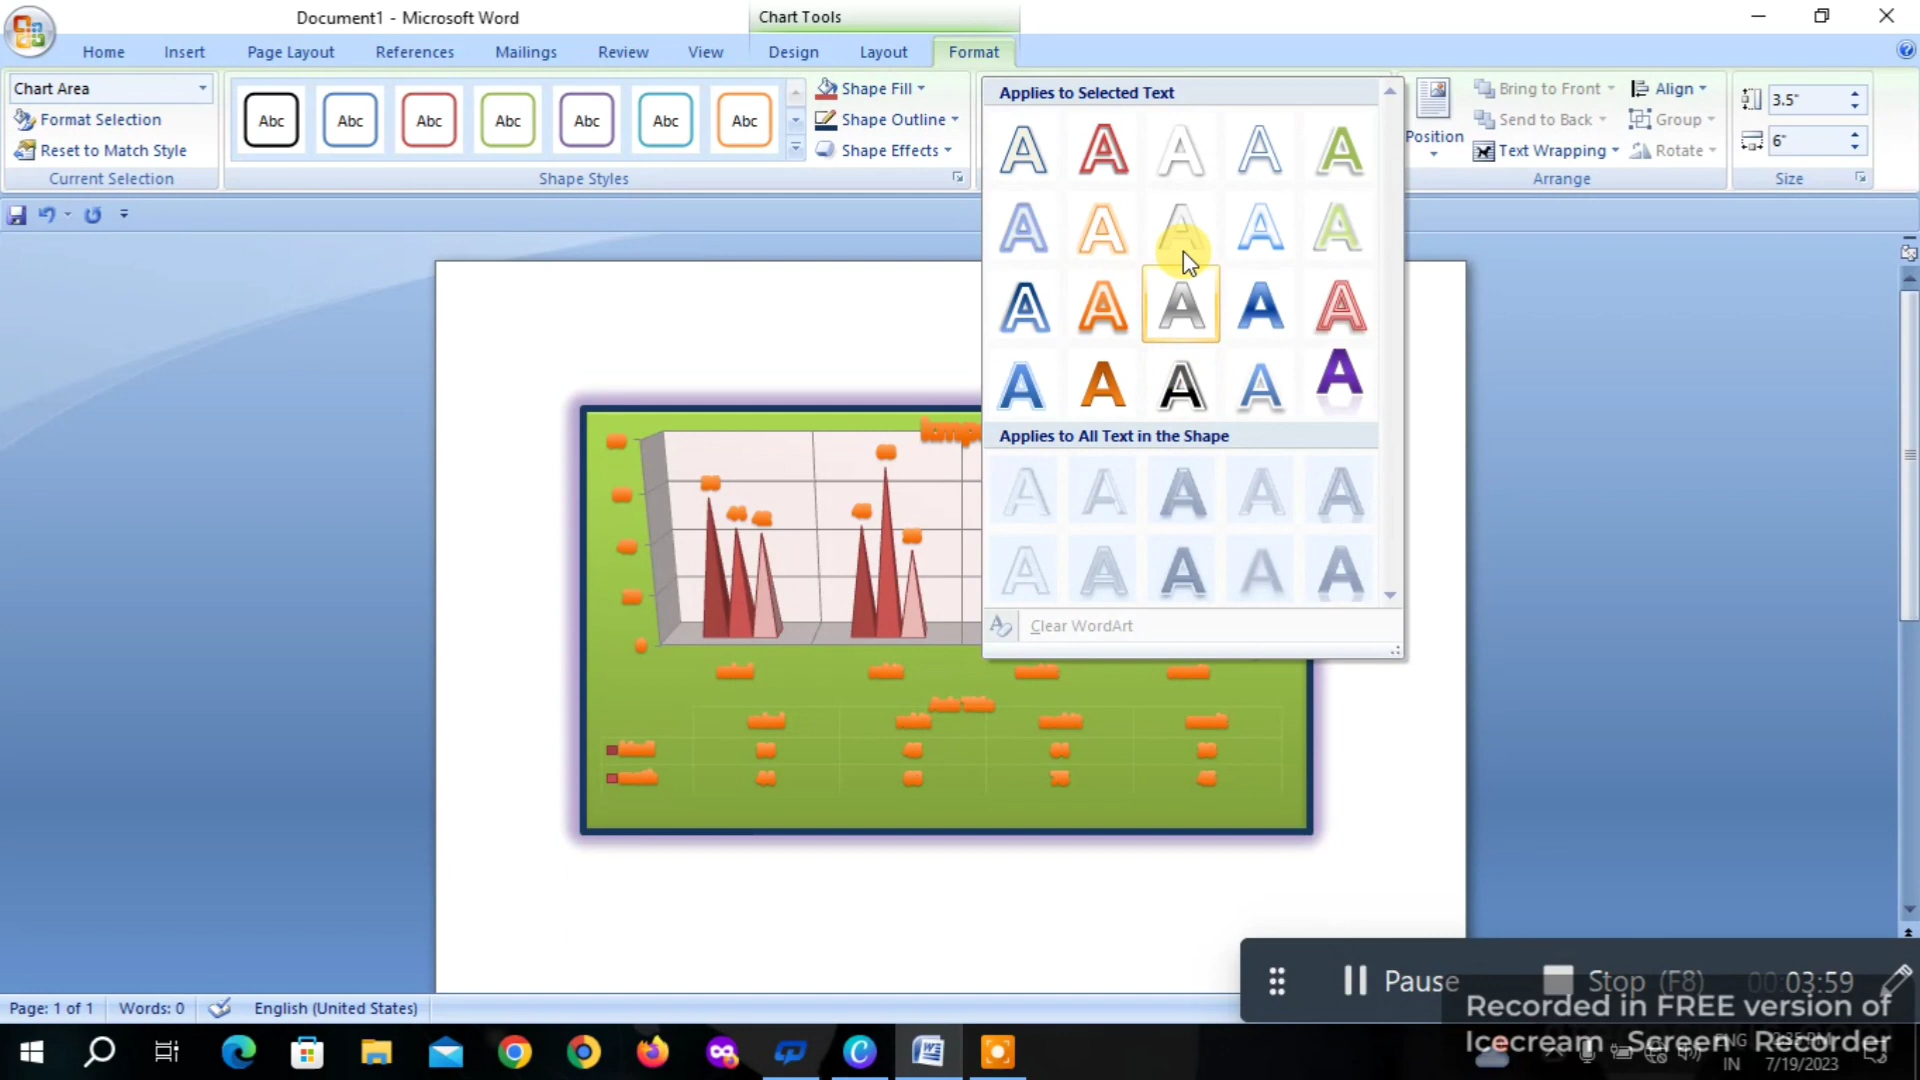 Document1 - Microsoft Word
Chart Tools
Home
Insert
Page Layout
References
Mailings
Review
View
Design
Layout
Format
Chart Area
Format Selection
Reset to Match Style
Current Selection
Abc
Abc
Abc
Abc
Abc
Abc
Abc
Shape Styles
Shape Fill
Shape Outline
Shape Effects
Applies to Selected Text
Applies to All Text in the Shape
Clear WordArt
Position
Bring to Front
Send to Back
Text Wrapping
Align
Group
Rotate
Arrange
3.5"
6"
Size
Page: 1 of 1
Words: 0
English (United States)
Pause
Stop (F8)
03:59
Recorded in FREE version of
Icecream Screen Recorder
ENG
IN
7/19/2023